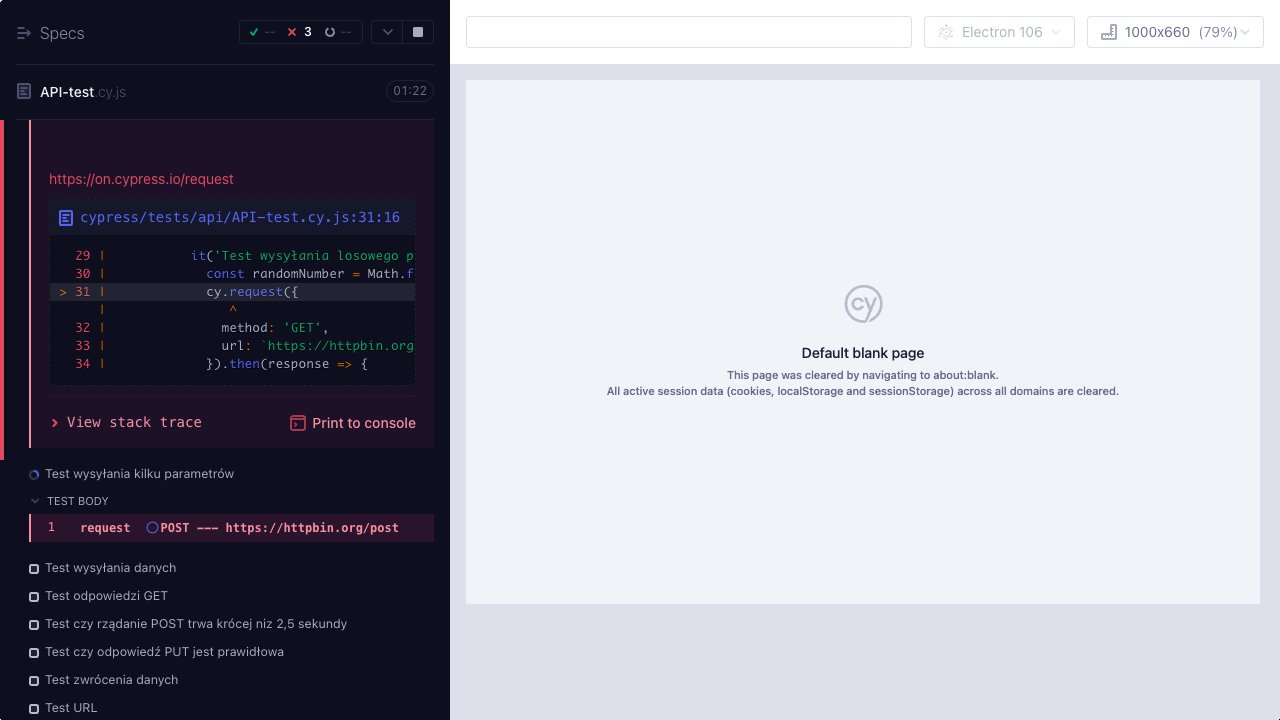 Specs
-- 3 --
API-test.cy.js
01:22
https://on.cypress.io/request
cypress/tests/api/API-test.cy.js:31:16
29 | it('Test wysyłania losowego p
30 | const randomNumber = Math.f
> 31 | cy.request({
| ^
32 | method: 'GET',
33 | url: `https://httpbin.org
34 | }).then(response => {
View stack trace
Print to console
Test wysyłania kilku parametrów
TEST BODY
1 request POST --- https://httpbin.org/post
Test wysyłania danych
Test odpowiedzi GET
Test czy rządanie POST trwa krócej niz 2,5 sekundy
Test czy odpowiedź PUT jest prawidłowa
Test zwrócenia danych
Test URL
Electron 106
1000x660 (79%)
cy
Default blank page
This page was cleared by navigating to about:blank.
All active session data (cookies, localStorage and sessionStorage) across all domains are cleared.